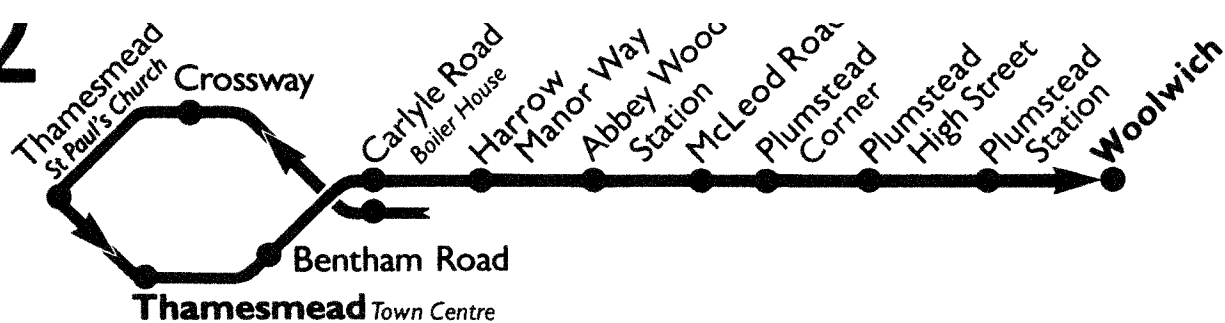 2
Thamesmead
St Paul's Church
Crossway
Carlyle Road
Boiler House
Harrow
Manor Way
Abbey Wood
Station
McLeod Road
Plumstead
Corner
Plumstead
High Street
Plumstead
Station
Woolwich
Bentham Road
Thamesmead Town Centre